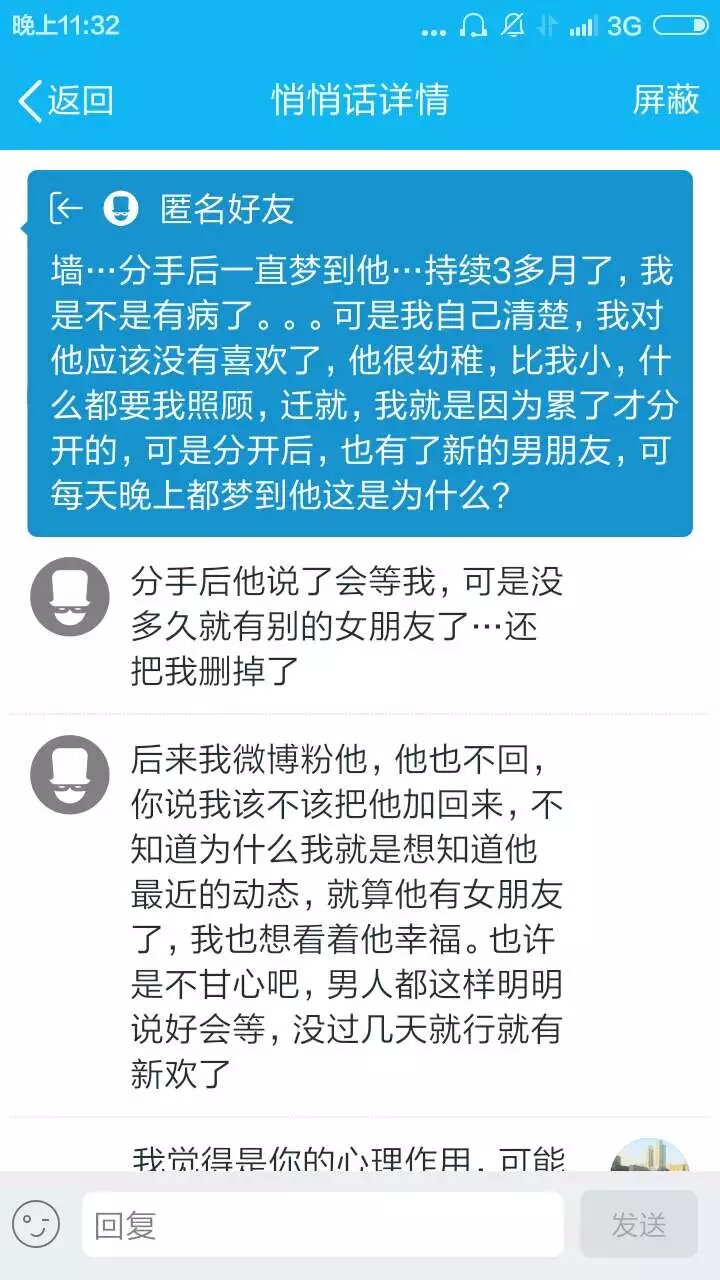 晚上11:32
3G
返回
悄悄话详情
屏蔽
匿名好友
墙…分手后一直梦到他…持续3多月了，我
是不是有病了。。。可是我自己清楚，我对
他应该没有喜欢了，他很幼稚，比我小，什
么都要我照顾，迁就，我就是因为累了才分
开的，可是分开后，也有了新的男朋友，可
每天晚上都梦到他这是为什么？
分手后他说了会等我，可是没
多久就有别的女朋友了…还
把我删掉了
后来我微博粉他，他也不回，
你说我该不该把他加回来，不
知道为什么我就是想知道他
最近的动态，就算他有女朋友
了，我也想看着他幸福。也许
是不甘心吧，男人都这样明明
说好会等，没过几天就行就有
新欢了
我觉得是你的心理作用，可能
回复
发送